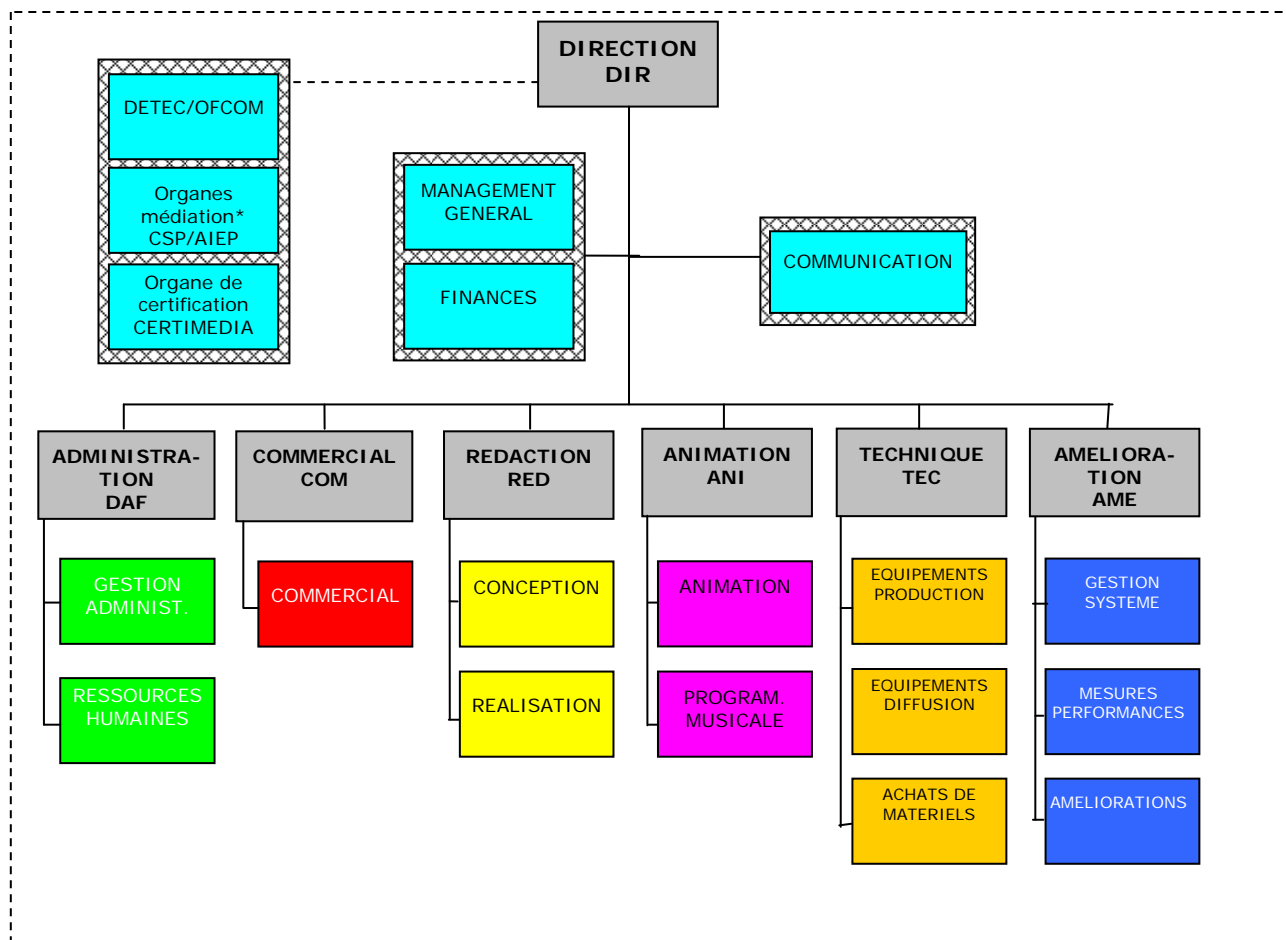 DIRECTION
DIR
DETEC/OFCOM
Organes
médiation*
CSP/AIEP
Organe de
certification
CERTIMEDIA
MANAGEMENT
GENERAL
FINANCES
COMMUNICATION
ADMINISTRA-
TION
DAF
COMMERCIAL
COM
REDACTION
RED
ANIMATION
ANI
TECHNIQUE
TEC
AMELIORA-
TION
AME
GESTION
ADMINIST.
RESSOURCES
HUMAINES
COMMERCIAL
CONCEPTION
REALISATION
ANIMATION
PROGRAM.
MUSICALE
EQUIPEMENTS
PRODUCTION
EQUIPEMENTS
DIFFUSION
ACHATS DE
MATERIELS
GESTION
SYSTEME
MESURES
PERFORMANCES
AMELIORATIONS